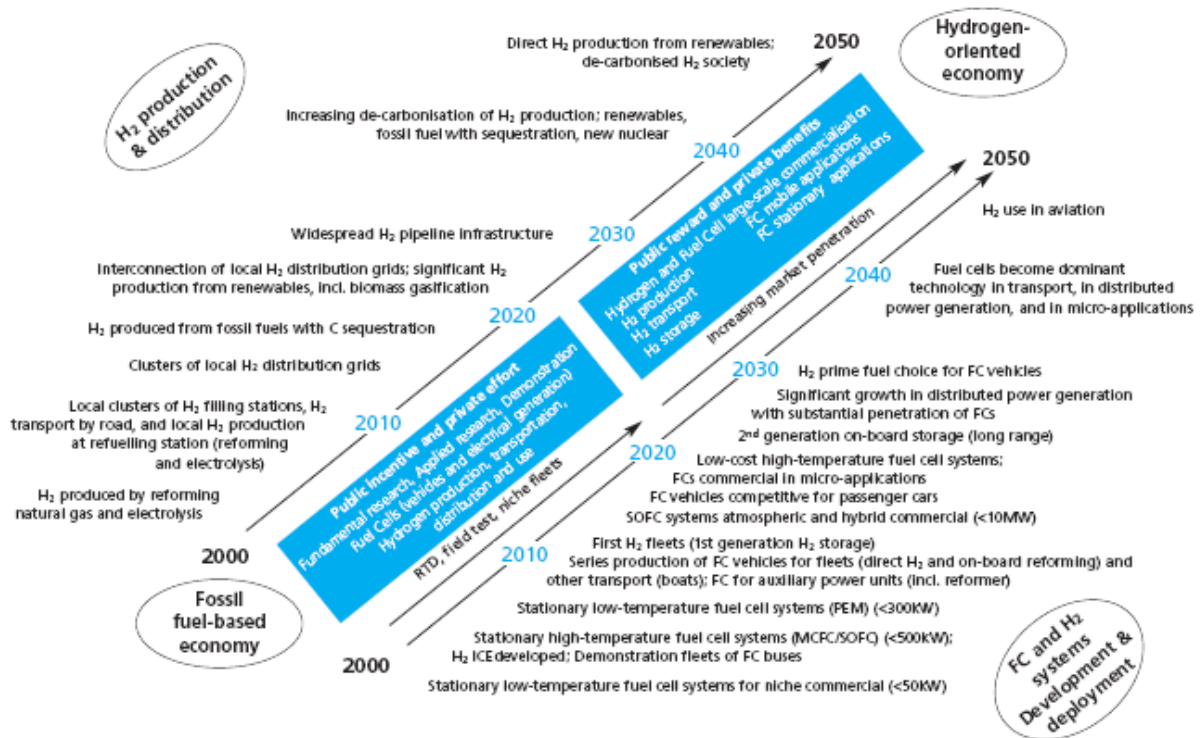 H₂ production
& distribution
Direct H₂ production from renewables;
de-carbonised H₂ society
2050
Hydrogen-
oriented
economy
Increasing de-carbonisation of H₂ production; renewables,
fossil fuel with sequestration, new nuclear
2040
Widespread H₂ pipeline infrastructure
2030
Interconnection of local H₂ distribution grids; significant H₂
production from renewables, incl. biomass gasification
2020
H₂ produced from fossil fuels with C sequestration
Clusters of local H₂ distribution grids
Local clusters of H₂ filling stations, H₂
transport by road, and local H₂ production
at refuelling station (reforming
and electrolysis)
2010
H₂ produced by reforming
natural gas and electrolysis
2000
Fossil
fuel-based
economy
Public reward and private benefits
Hydrogen and Fuel Cell large-scale commercialisation
H₂ production
FC mobile applications
H₂ transport
FC stationary applications
H₂ storage
Public incentive and private effort
Fundamental research, Applied research, Demonstration
Fuel Cells (vehicles and electrical generation)
Hydrogen production, transportation,
distribution and use
RTD, field test, niche fleets
Increasing market penetration
2050
2050
H₂ use in aviation
2040
Fuel cells become dominant
technology in transport, in distributed
power generation, and in micro-applications
2030
H₂ prime fuel choice for FC vehicles
Significant growth in distributed power generation
with substantial penetration of FCs
2nd generation on-board storage (long range)
2020
Low-cost high-temperature fuel cell systems;
FCs commercial in micro-applications
FC vehicles competitive for passenger cars
SOFC systems atmospheric and hybrid commercial (<10MW)
First H₂ fleets (1st generation H₂ storage)
2010
Series production of FC vehicles for fleets (direct H₂ and on-board reforming) and
other transport (boats); FC for auxiliary power units (incl. reformer)
Stationary low-temperature fuel cell systems (PEM) (<300kW)
Stationary high-temperature fuel cell systems (MCFC/SOFC) (<500kW);
H₂ ICEdeveloped; Demonstration fleets of FC buses
2000
Stationary low-temperature fuel cell systems for niche commercial (<50KW)
FC and H₂
systems
Development &
deployment